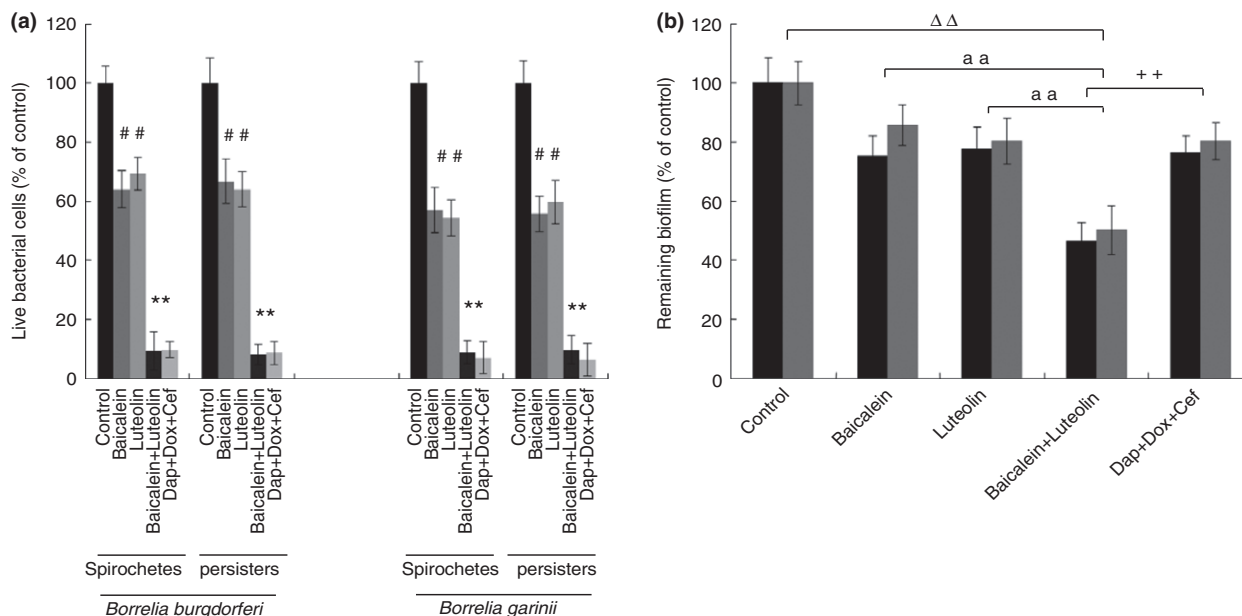 (a)
Live bacterial cells (% of control)
120
100
80
60
40
20
0
# #
**
# #
**
# #
**
# #
**
Control
Baicalein
Luteolin
Baicalein+Luteolin
Dap+Dox+Cef
Control
Baicalein
Luteolin
Baicalein+Luteolin
Dap+Dox+Cef
Control
Baicalein
Luteolin
Baicalein+Luteolin
Dap+Dox+Cef
Control
Baicalein
Luteolin
Baicalein+Luteolin
Dap+Dox+Cef
Spirochetes
persisters
Spirochetes
persisters
Borrelia burgdorferi
Borrelia garinii
(b)
Remaining biofilm (% of control)
120
100
80
60
40
20
0
Δ Δ
a a
+ +
a a
Control
Baicalein
Luteolin
Baicalein+Luteolin
Dap+Dox+Cef